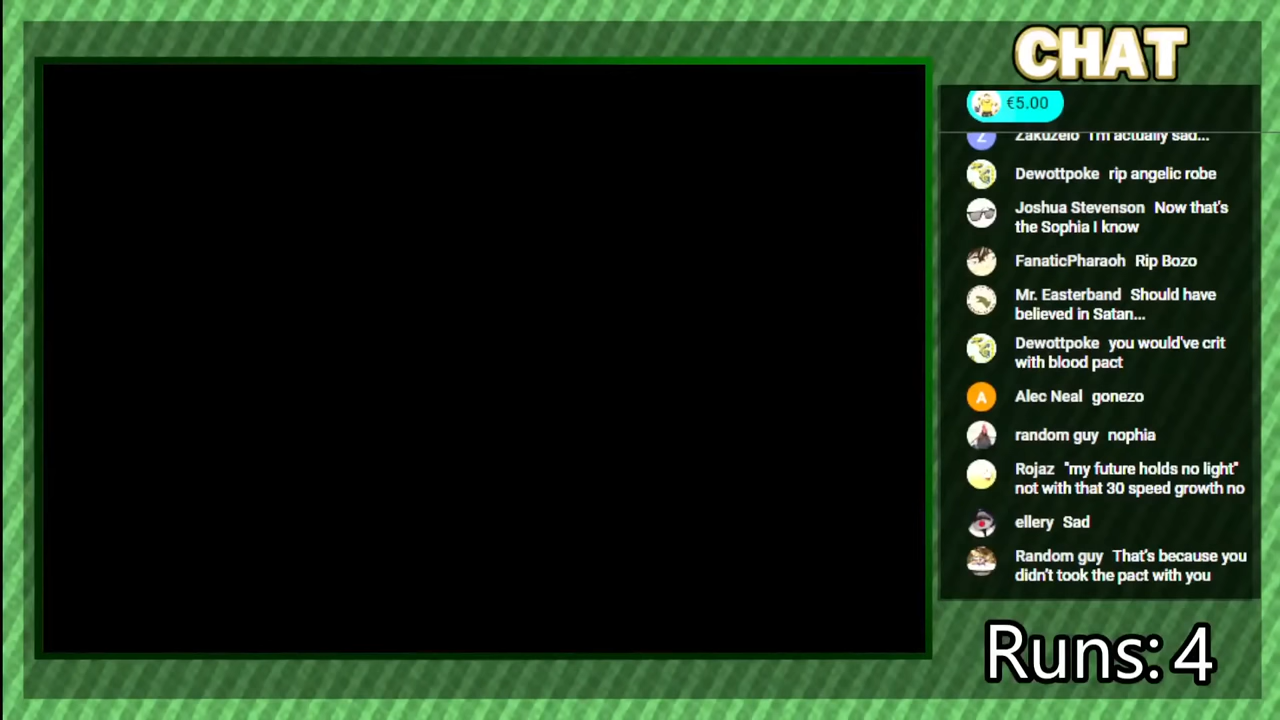 CHAT
€5.00
Zakuzelo I'm actually sad...
Dewottpoke rip angelic robe
Joshua Stevenson Now that's
the Sophia I know
FanaticPharaoh Rip Bozo
Mr. Easterband Should have
believed in Satan...
Dewottpoke you would've crit
with blood pact
A Alec Neal gonezo
random guy nophia
Rojaz "my future holds no light"
not with that 30 speed growth no
ellery Sad
Random guy That's because you
didn't took the pact with you
Runs: 4